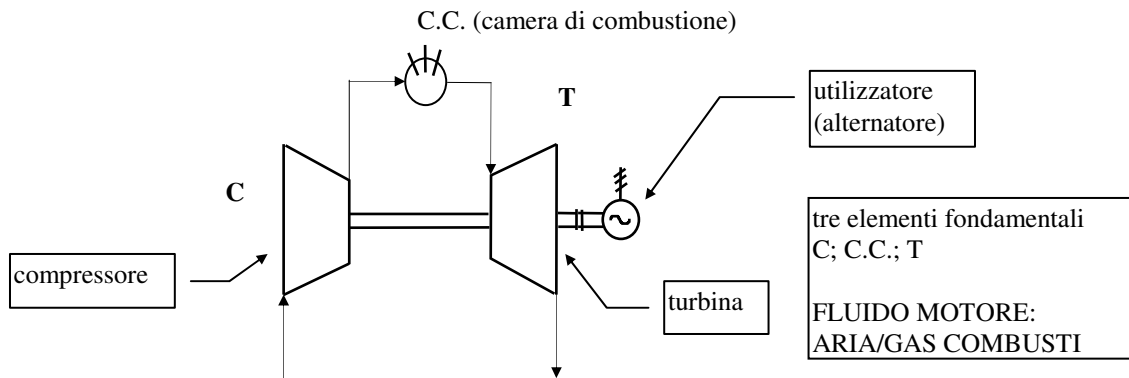 C.C. (camera di combustione)
T
utilizzatore
(alternatore)
C
tre elementi fondamentali
C; C.C.; T
compressore
turbina
FLUIDO MOTORE:
ARIA/GAS COMBUSTI